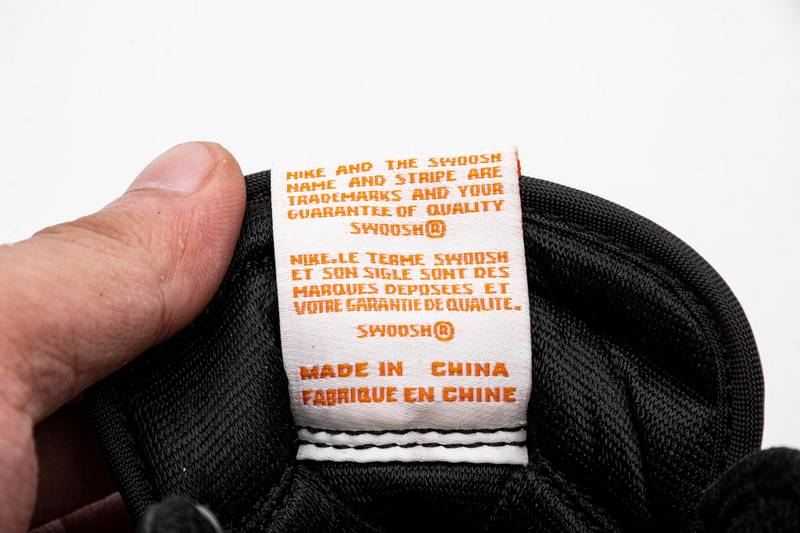 NIKE AND THE SWOOSH
NAME AND STRIPE ARE
TRADEMARKS AND YOUR
GUARANTEE OF QUALITY
SWOOSH®
NIKE.LE TERME SWOOSH
ET SON SIGLE SONT DES
MARQUES DEPOSEES ET
VOTRE GARANTIE DE QUALITE.
SWOOSH®
MADE IN CHINA
FABRIQUE EN CHINE